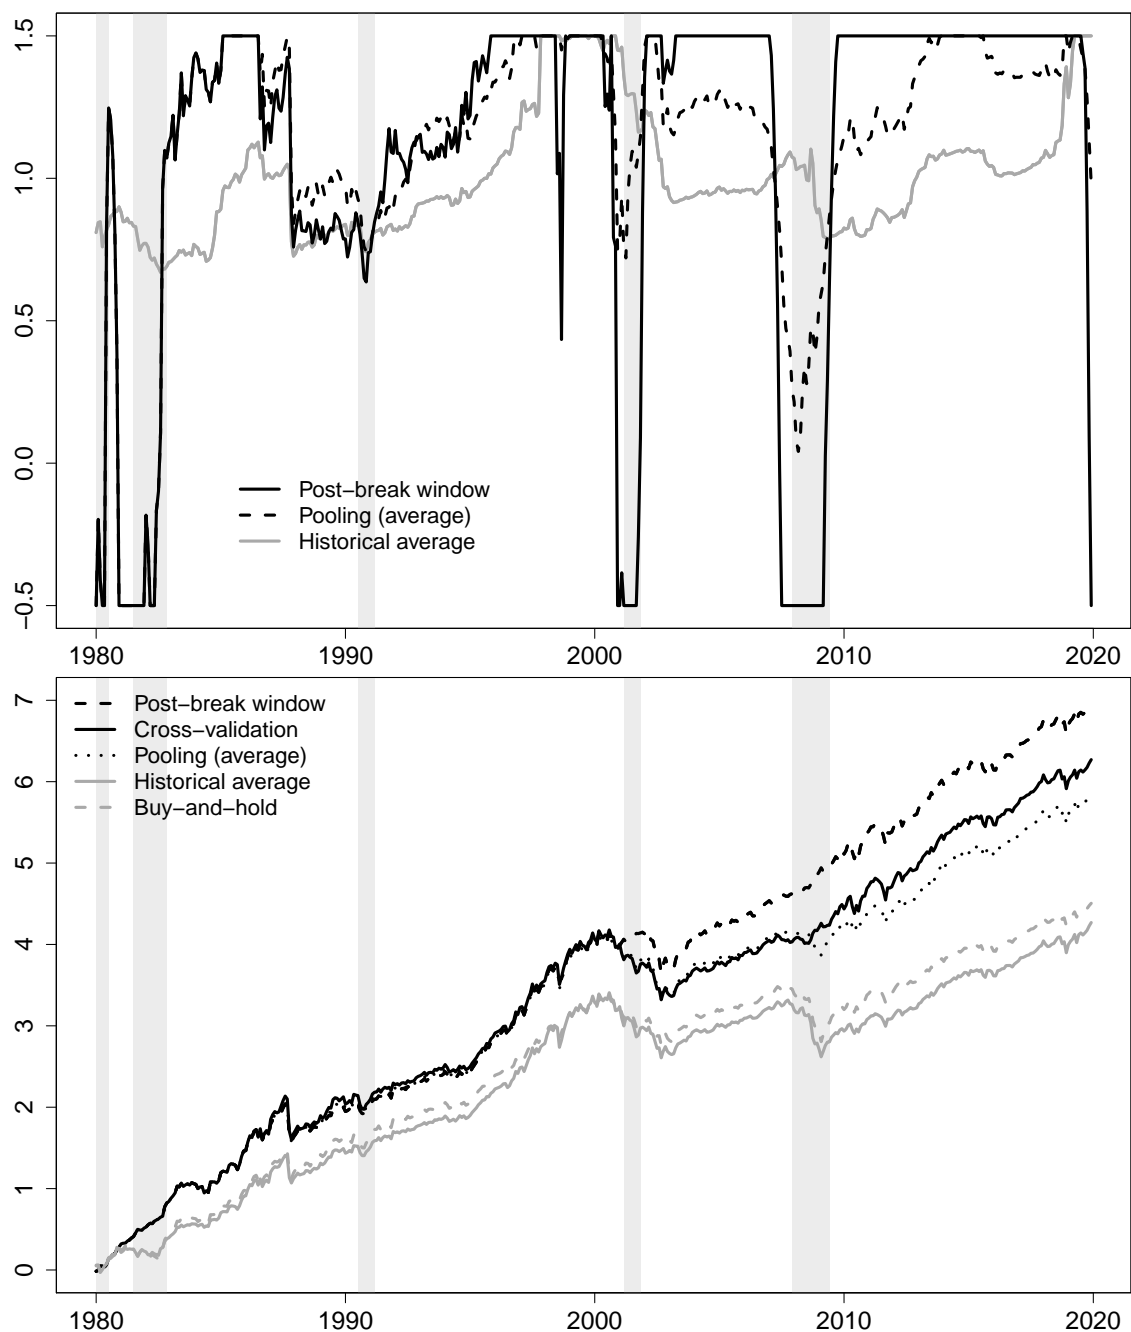 1.5
1.0
0.5
0.0
−0.5
Post−break window
Pooling (average)
Historical average
1980
1990
2000
2010
2020
7
6
5
4
3
2
1
0
Post−break window
Cross−validation
Pooling (average)
Historical average
Buy−and−hold
1980
1990
2000
2010
2020